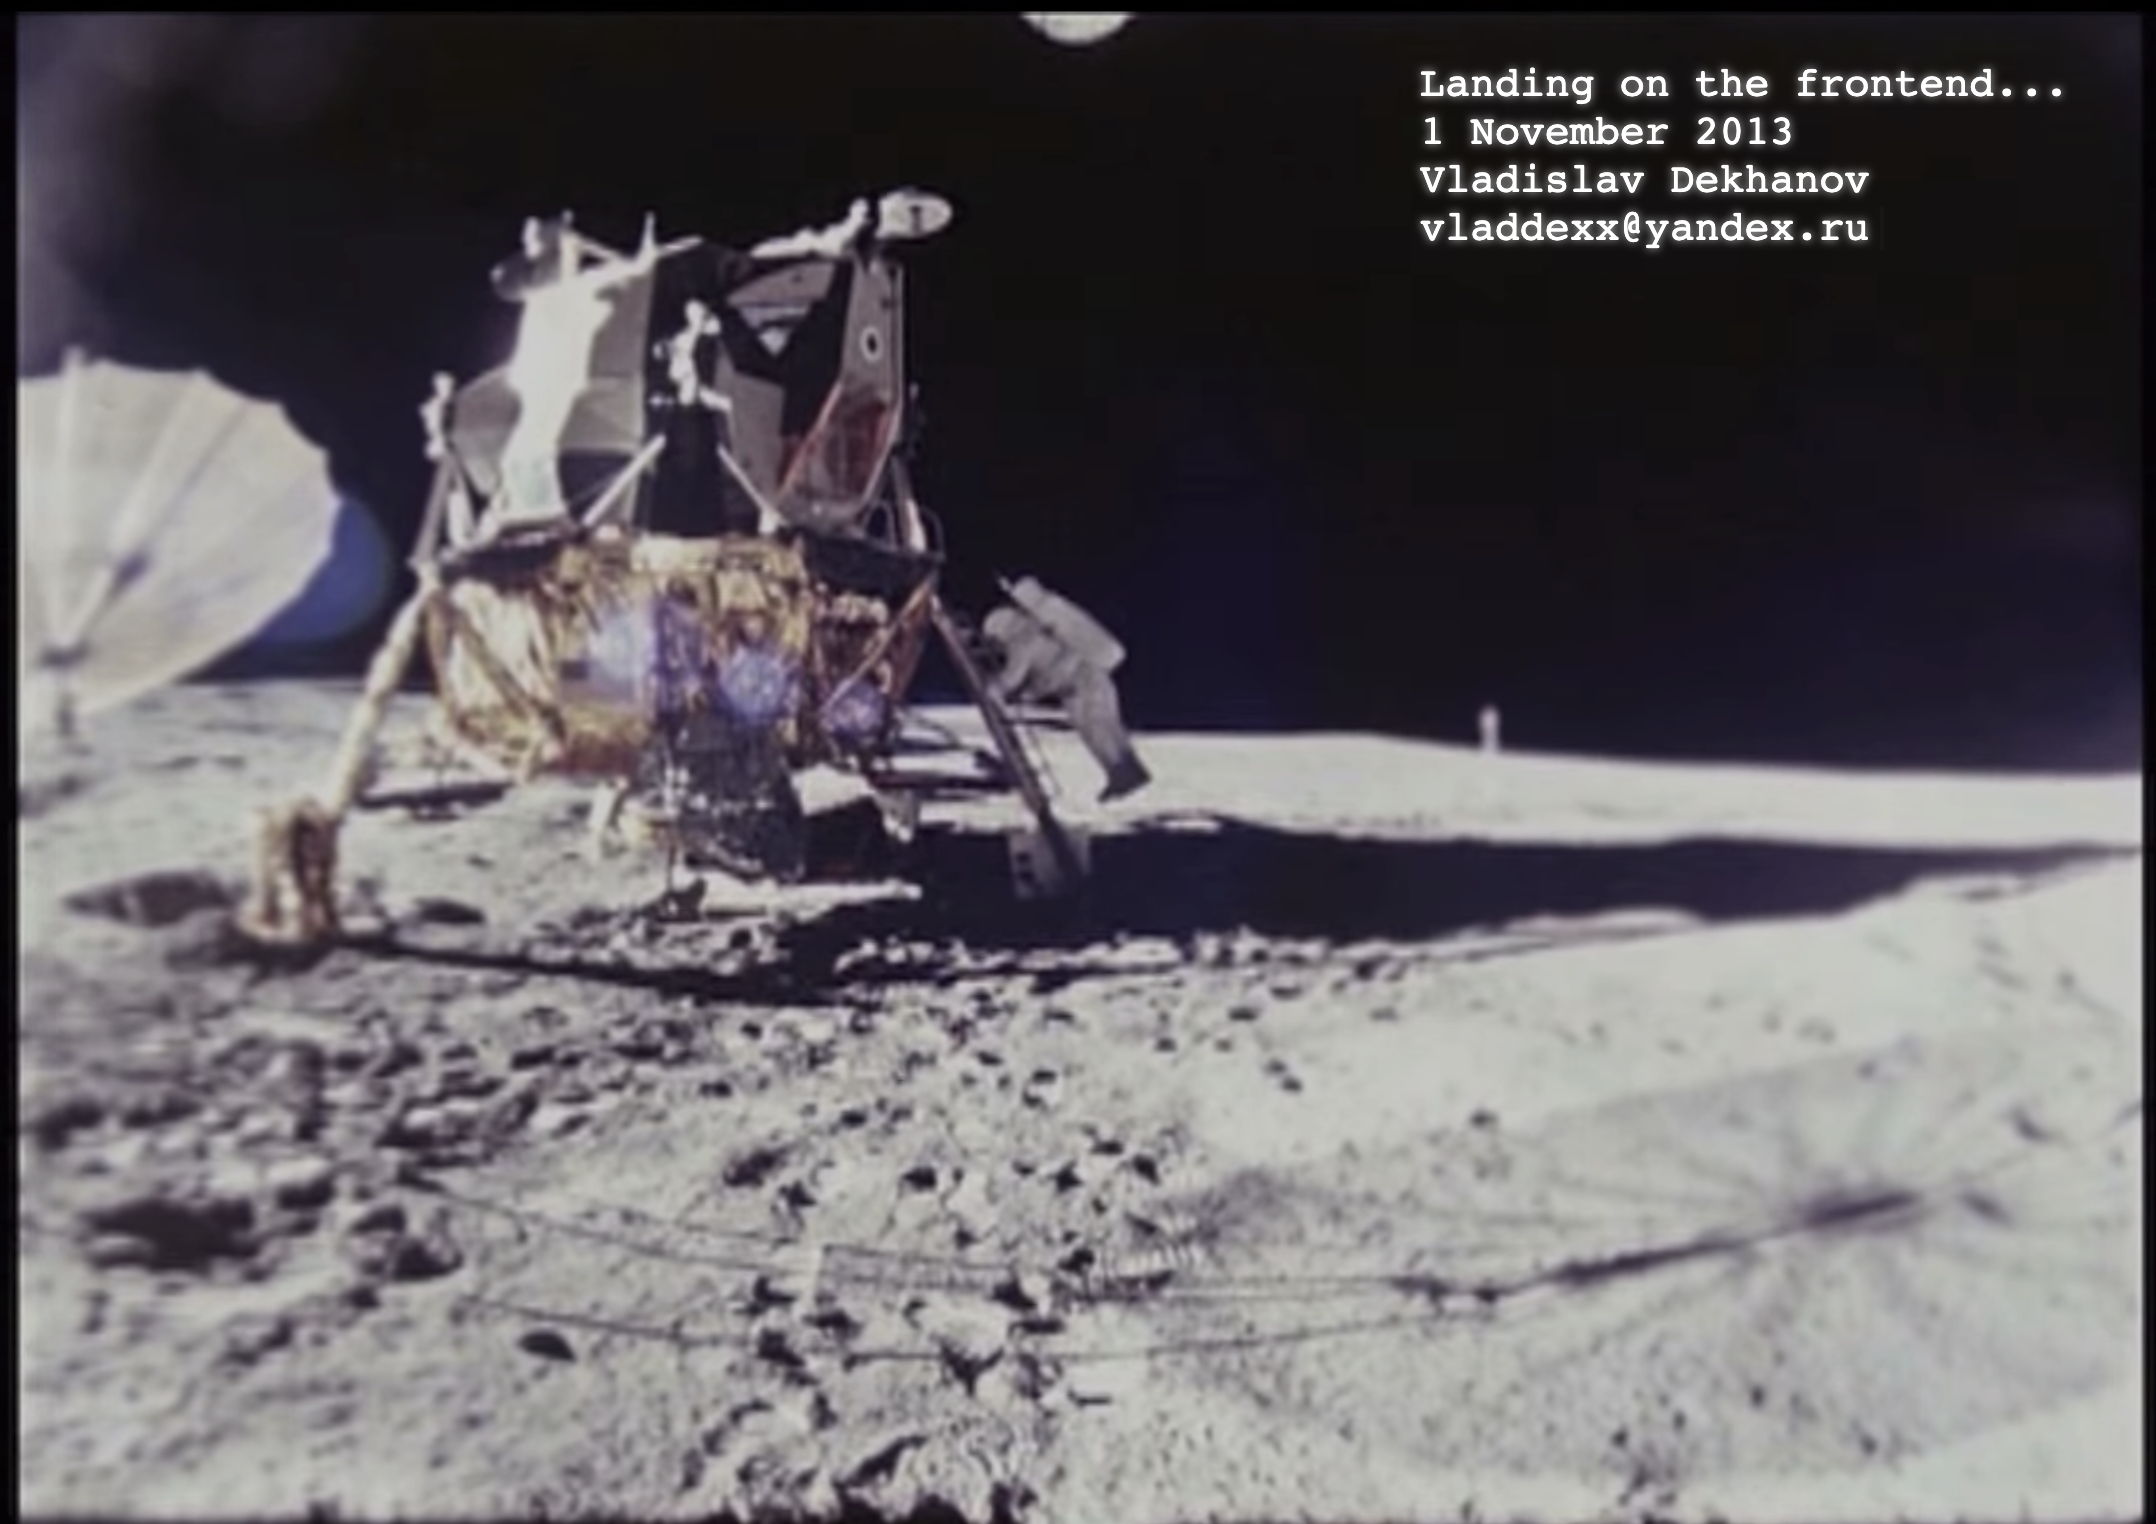 Landing on the frontend...
1 November 2013
Vladislav Dekhanov
vladdexx@yandex.ru